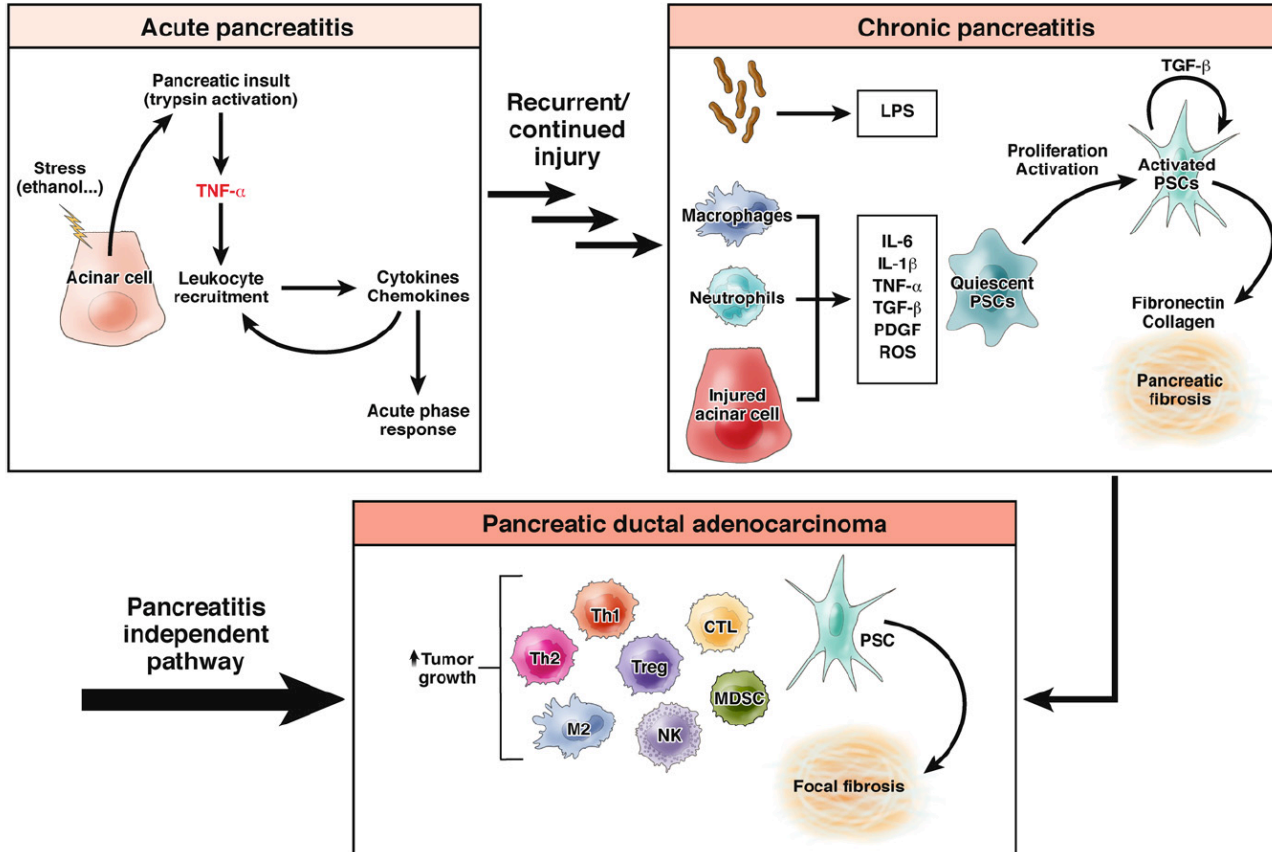 Acute pancreatitis
Pancreatic insult
(trypsin activation)
Stress
(ethanol...)
TNF-α
Acinar cell
Leukocyte
recruitment
Cytokines
Chemokines
Acute phase
response
Recurrent/
continued
injury
Chronic pancreatitis
LPS
Macrophages
Neutrophils
Injured
acinar cell
IL-6
IL-1β
TNF-α
TGF-β
PDGF
ROS
Quiescent
PSCs
Proliferation
Activation
TGF-β
Activated
PSCs
Fibronectin
Collagen
Pancreatic
fibrosis
Pancreatitis
independent
pathway
Pancreatic ductal adenocarcinoma
Tumor
growth
Th1
Th2
CTL
Treg
MDSC
M2
NK
PSC
Focal fibrosis